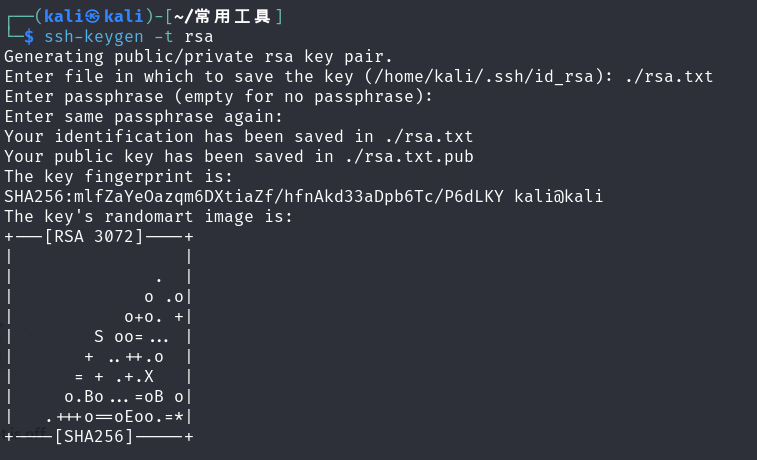 ┌──(kali㉿kali)-[~/常用工具]
└─$ ssh-keygen -t rsa
Generating public/private rsa key pair.
Enter file in which to save the key (/home/kali/.ssh/id_rsa): ./rsa.txt
Enter passphrase (empty for no passphrase):
Enter same passphrase again:
Your identification has been saved in ./rsa.txt
Your public key has been saved in ./rsa.txt.pub
The key fingerprint is:
SHA256:mlfZaYeOazqm6DXtiaZf/hfnAkd33aDpb6Tc/P6dLKY kali@kali
The key's randomart image is:
+---[RSA 3072]----+
|                 |
|              .  |
|             o .o|
|           o+o. +|
|        S oo=... |
|       + ..++.o  |
|      = + .+.X   |
|     o.Bo...=oB o|
|   .+++o==oEoo.=*|
+----[SHA256]-----+